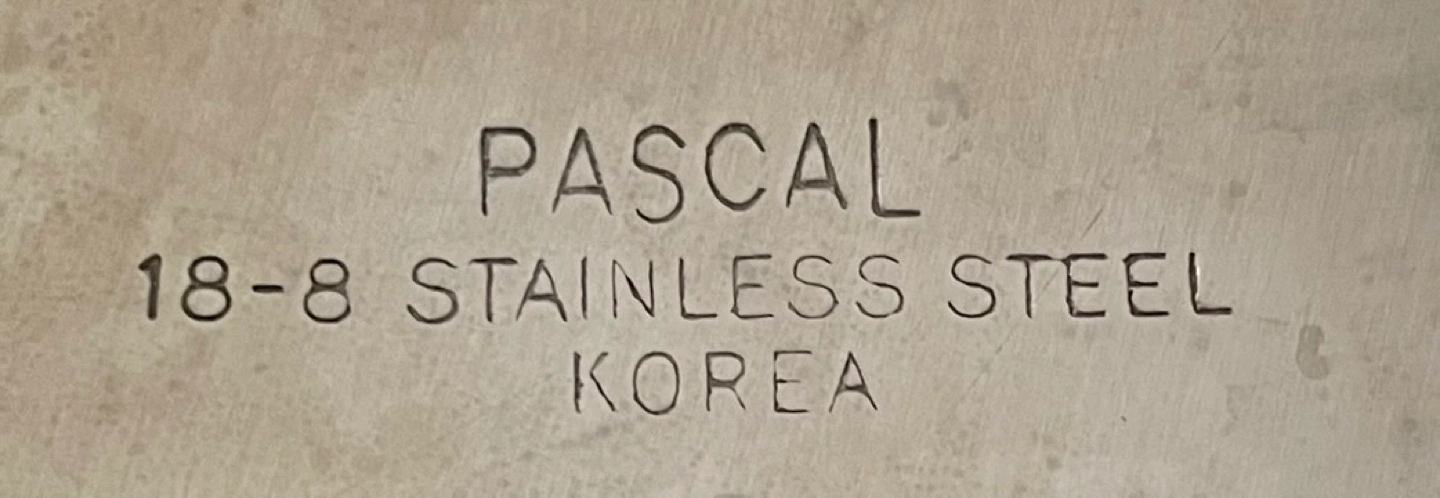 PASCAL
18-8 STAINLESS STEEL
KOREA